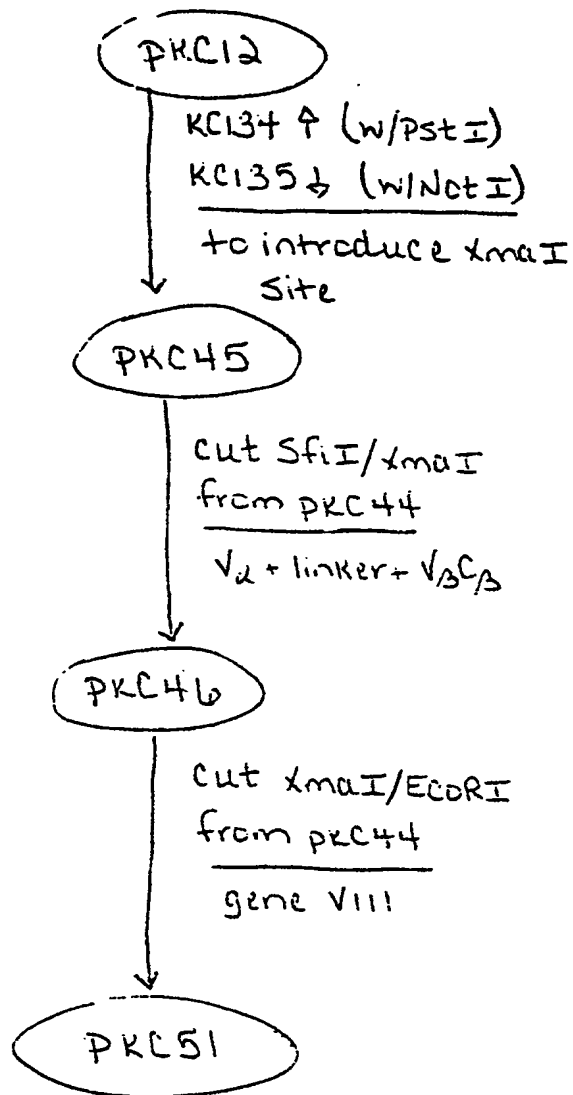 pKC12
KC134 ↑ (w/PstI)
KC135 ↓ (w/NotI)
to introduce XmaI
site
pKC45
cut SfiI/XmaI
from pKC44
Vα + linker + VβCβ
pKC46
cut XmaI/EcoRI
from pKC44
gene VIII
pKC51